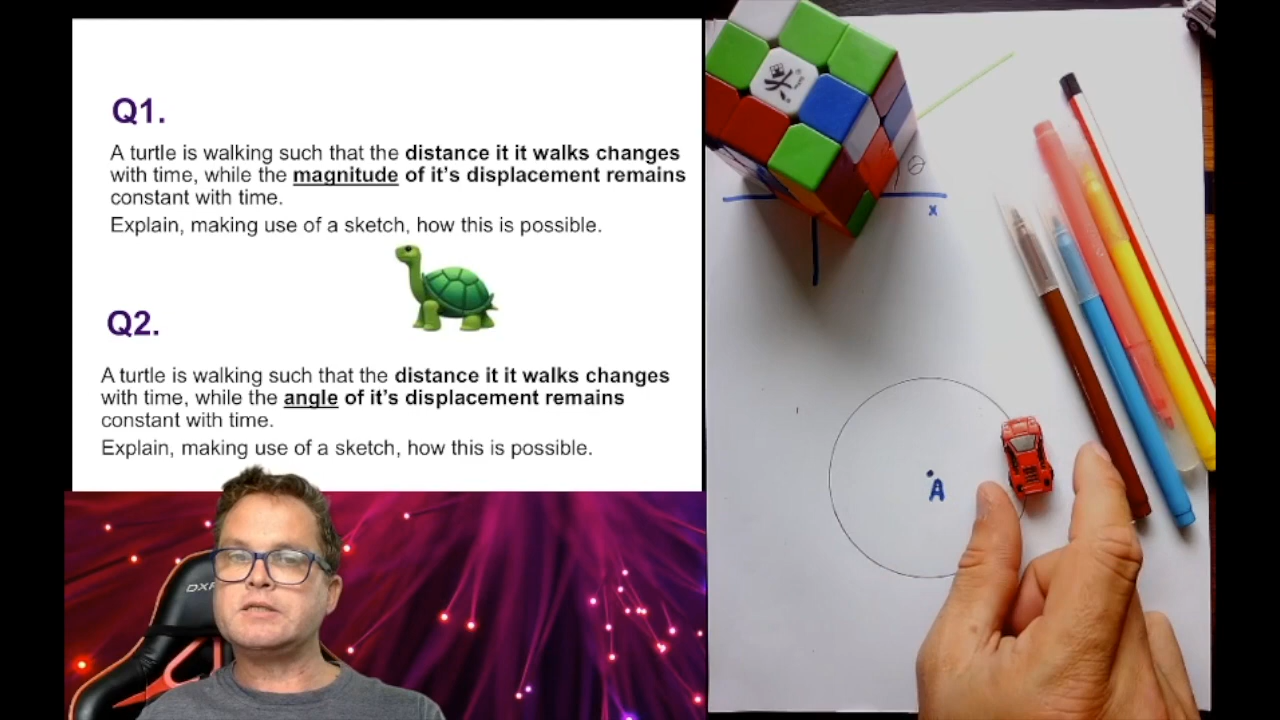 Q1.
A turtle is walking such that the distance it it walks changes
with time, while the magnitude of it's displacement remains
constant with time.
Explain, making use of a sketch, how this is possible.
Q2.
A turtle is walking such that the distance it it walks changes
with time, while the angle of it's displacement remains
constant with time.
Explain, making use of a sketch, how this is possible.
θ
x
A